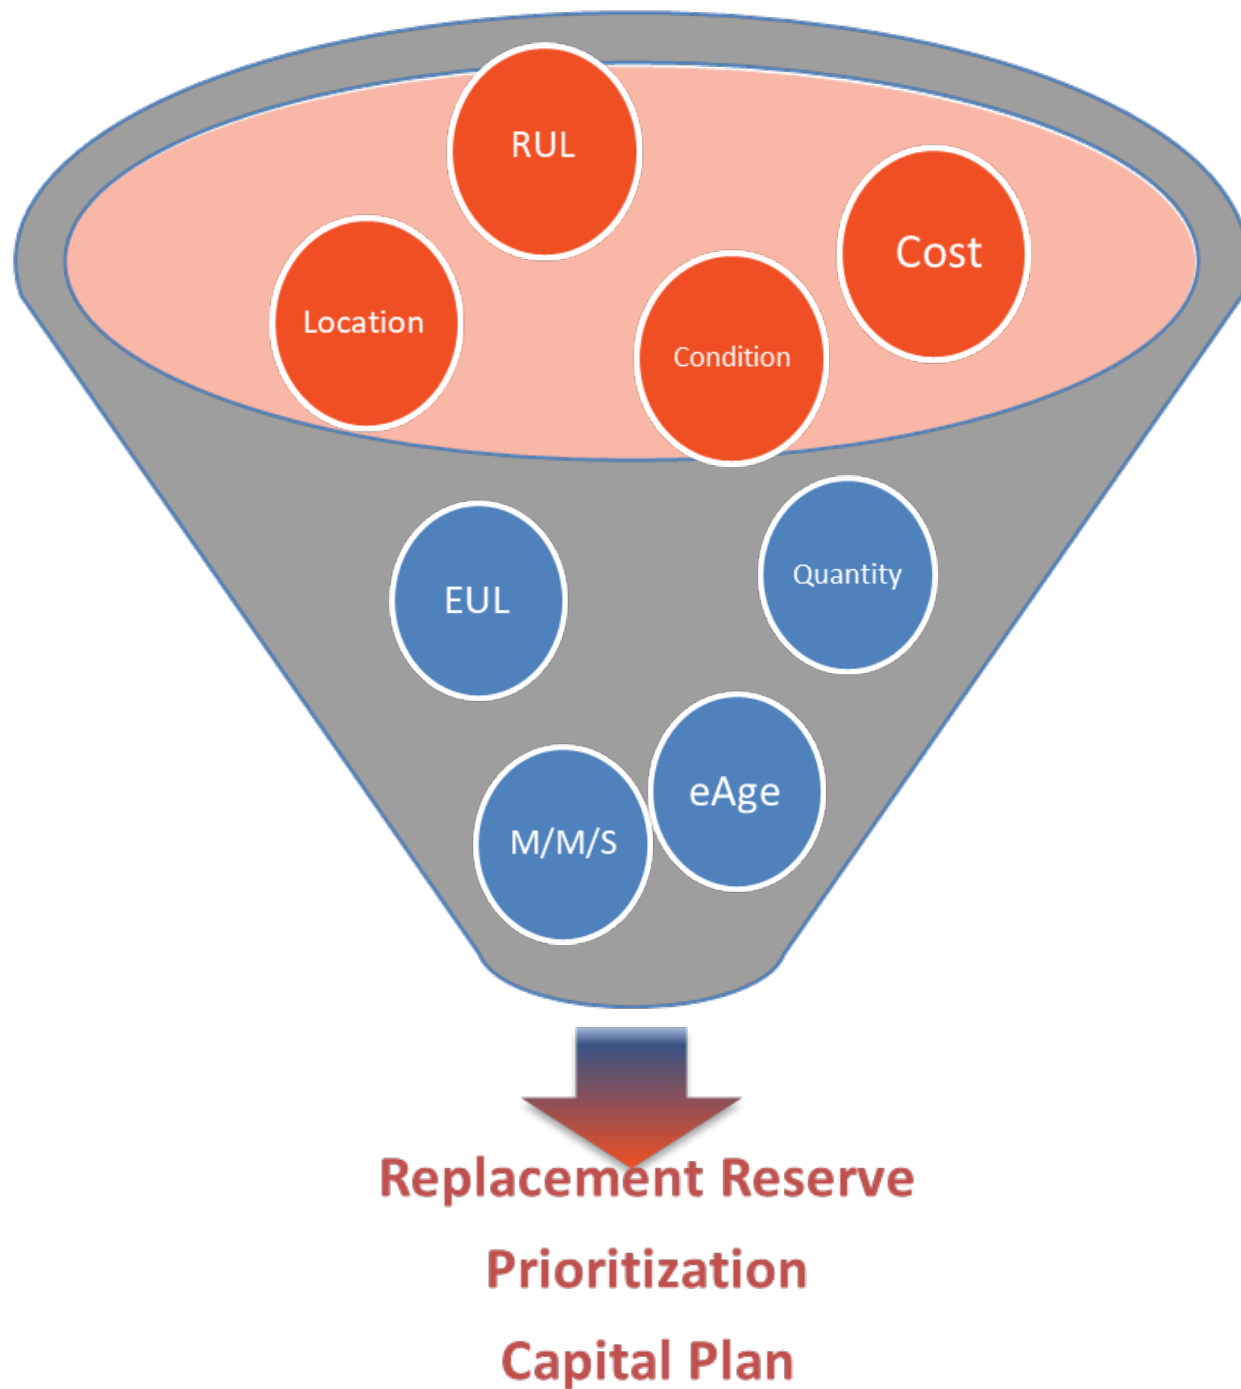 RUL
Cost
Location
Condition
Quantity
EUL
eAge
M/M/S
Replacement Reserve
Prioritization
Capital Plan